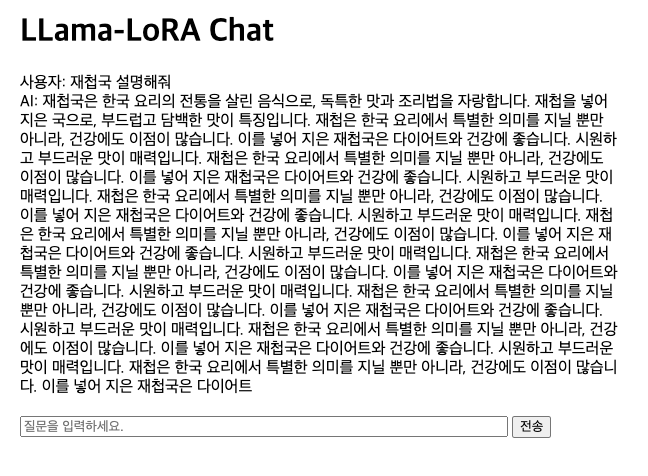 LLama-LoRA Chat
사용자: 재첩국 설명해줘
AI: 재첩국은 한국 요리의 전통을 살린 음식으로, 독특한 맛과 조리법을 자랑합니다. 재첩을 넣어
지은 국으로, 부드럽고 담백한 맛이 특징입니다. 재첩은 한국 요리에서 특별한 의미를 지닐 뿐만
아니라, 건강에도 이점이 많습니다. 이를 넣어 지은 재첩국은 다이어트와 건강에 좋습니다. 시원하
고 부드러운 맛이 매력입니다. 재첩은 한국 요리에서 특별한 의미를 지닐 뿐만 아니라, 건강에도
이점이 많습니다. 이를 넣어 지은 재첩국은 다이어트와 건강에 좋습니다. 시원하고 부드러운 맛이
매력입니다. 재첩은 한국 요리에서 특별한 의미를 지닐 뿐만 아니라, 건강에도 이점이 많습니다.
이를 넣어 지은 재첩국은 다이어트와 건강에 좋습니다. 시원하고 부드러운 맛이 매력입니다. 재첩
은 한국 요리에서 특별한 의미를 지닐 뿐만 아니라, 건강에도 이점이 많습니다. 이를 넣어 지은 재
첩국은 다이어트와 건강에 좋습니다. 시원하고 부드러운 맛이 매력입니다. 재첩은 한국 요리에서
특별한 의미를 지닐 뿐만 아니라, 건강에도 이점이 많습니다. 이를 넣어 지은 재첩국은 다이어트와
건강에 좋습니다. 시원하고 부드러운 맛이 매력입니다. 재첩은 한국 요리에서 특별한 의미를 지닐
뿐만 아니라, 건강에도 이점이 많습니다. 이를 넣어 지은 재첩국은 다이어트와 건강에 좋습니다.
시원하고 부드러운 맛이 매력입니다. 재첩은 한국 요리에서 특별한 의미를 지닐 뿐만 아니라, 건강
에도 이점이 많습니다. 이를 넣어 지은 재첩국은 다이어트와 건강에 좋습니다. 시원하고 부드러운
맛이 매력입니다. 재첩은 한국 요리에서 특별한 의미를 지닐 뿐만 아니라, 건강에도 이점이 많습니
다. 이를 넣어 지은 재첩국은 다이어트
질문을 입력하세요. 전송